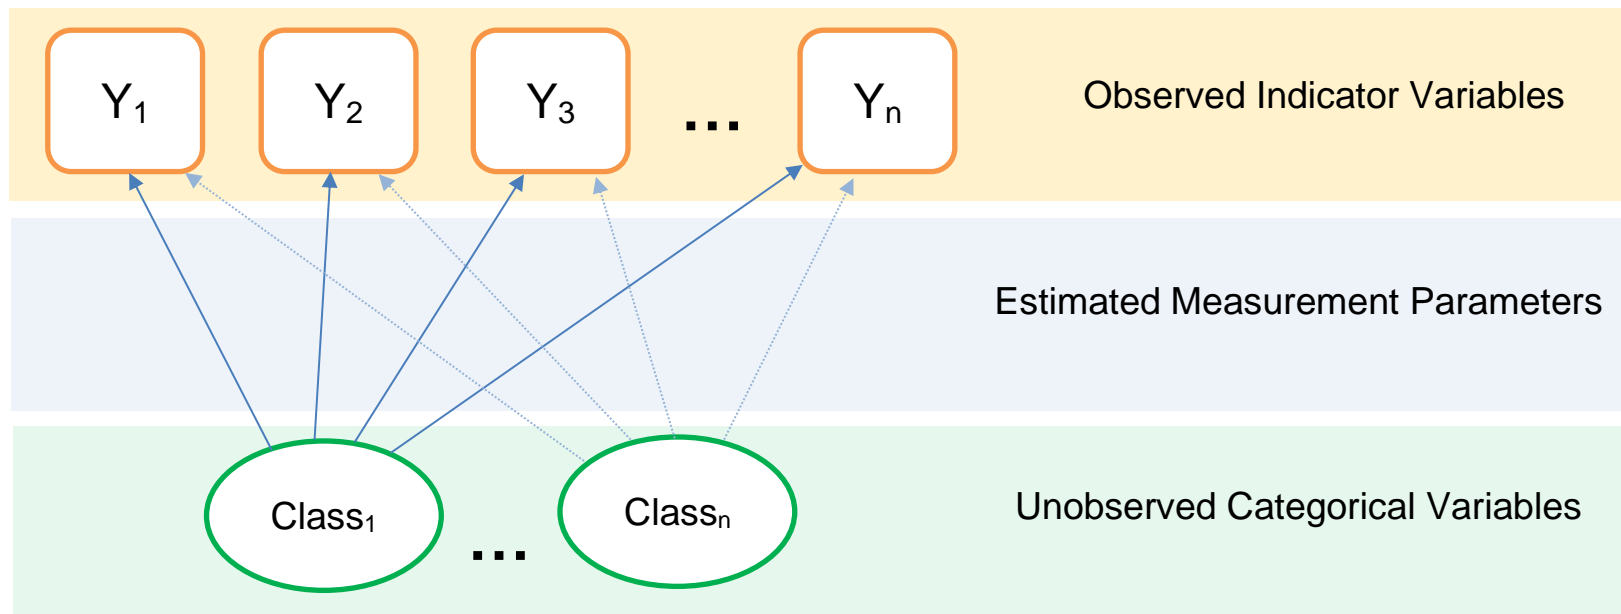 Y₁ Y₂ Y₃ ... Yₙ Observed Indicator Variables
Estimated Measurement Parameters
Class₁ ... Classₙ Unobserved Categorical Variables